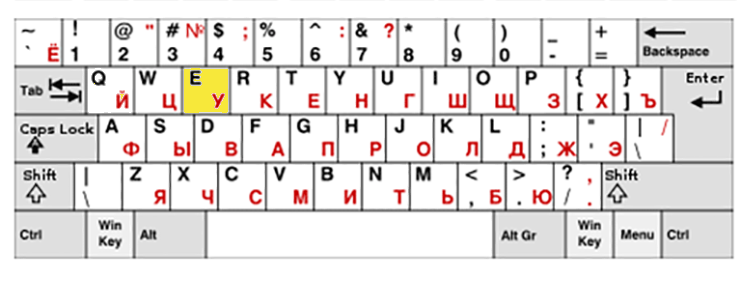 ~ ` Ё ! 1 @ " 2 # № 3 $ ; 4 % 5 ^ : 6 & ? 7 * 8 ( 9 ) 0 _ - + = Backspace
Tab Q Й W Ц E У R К T Е Y Н U Г I Ш O Щ P З { [ Х } ] Ъ Enter
Caps Lock A Ф S Ы D В F А G П H Р J О K Л L Д : ; Ж " ' Э | \ /
Shift | \ Z Я X Ч C С V М B И N Т M Ь < , Б > . Ю ? / , . Shift
Ctrl Win Key Alt Alt Gr Win Key Menu Ctrl